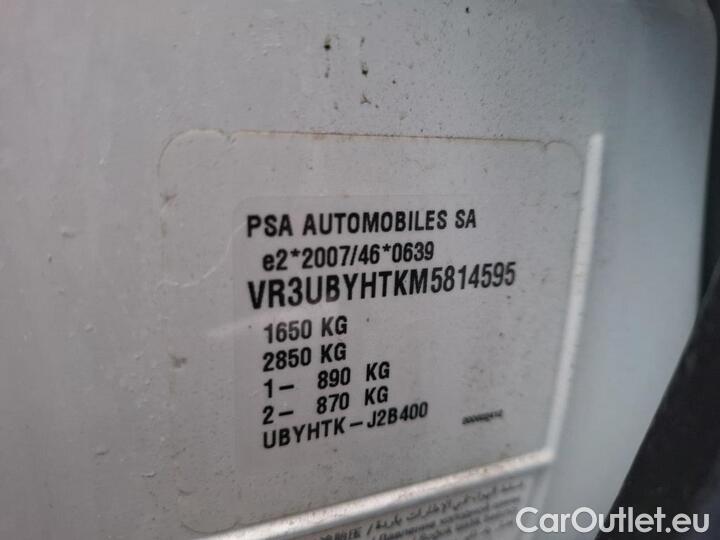 PSA AUTOMOBILES SA
e2*2007/46*0639
VR3UBYHTKM5814595
1650 KG
2850 KG
1- 890 KG
2- 870 KG
UBYHTK-J2B400
CarOutlet.eu